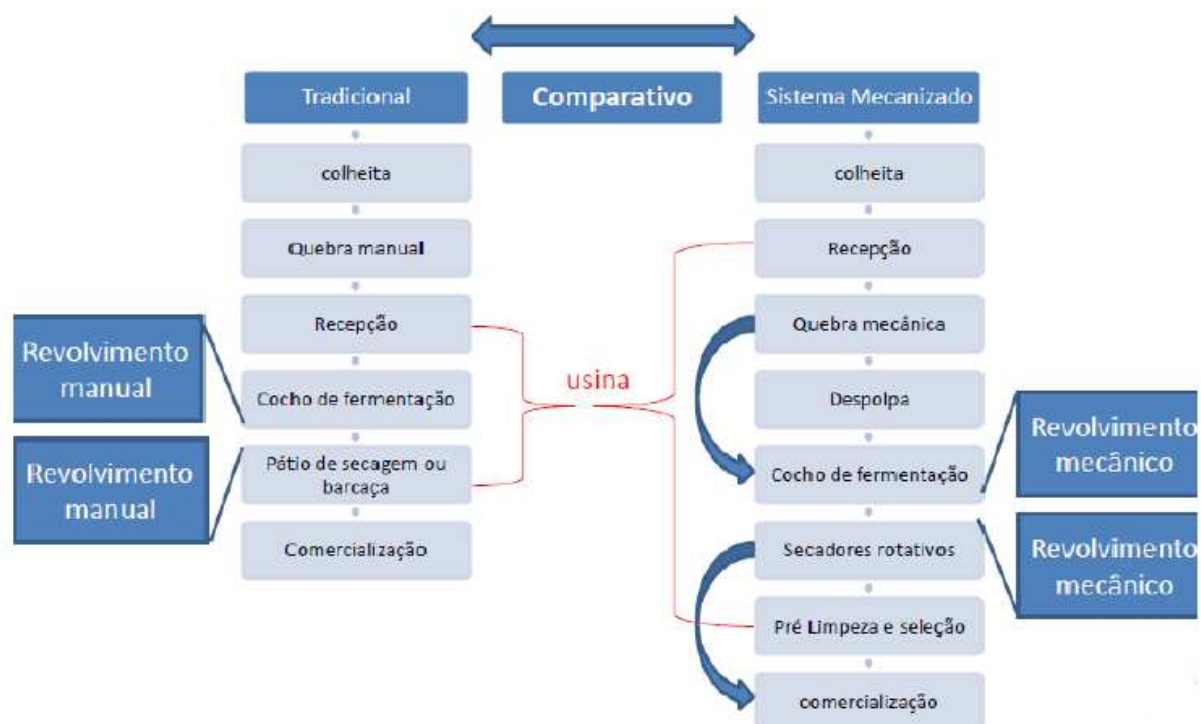 Tradicional
Comparativo
Sistema Mecanizado
colheita
Quebra manual
Recepção
Cocho de fermentação
Pátio de secagem ou
barcaça
Comercialização
Revolvimento
manual
Revolvimento
manual
usina
colheita
Recepção
Quebra mecânica
Despolpa
Cocho de fermentação
Secadores rotativos
Pré Limpeza e seleção
comercialização
Revolvimento
mecânico
Revolvimento
mecânico